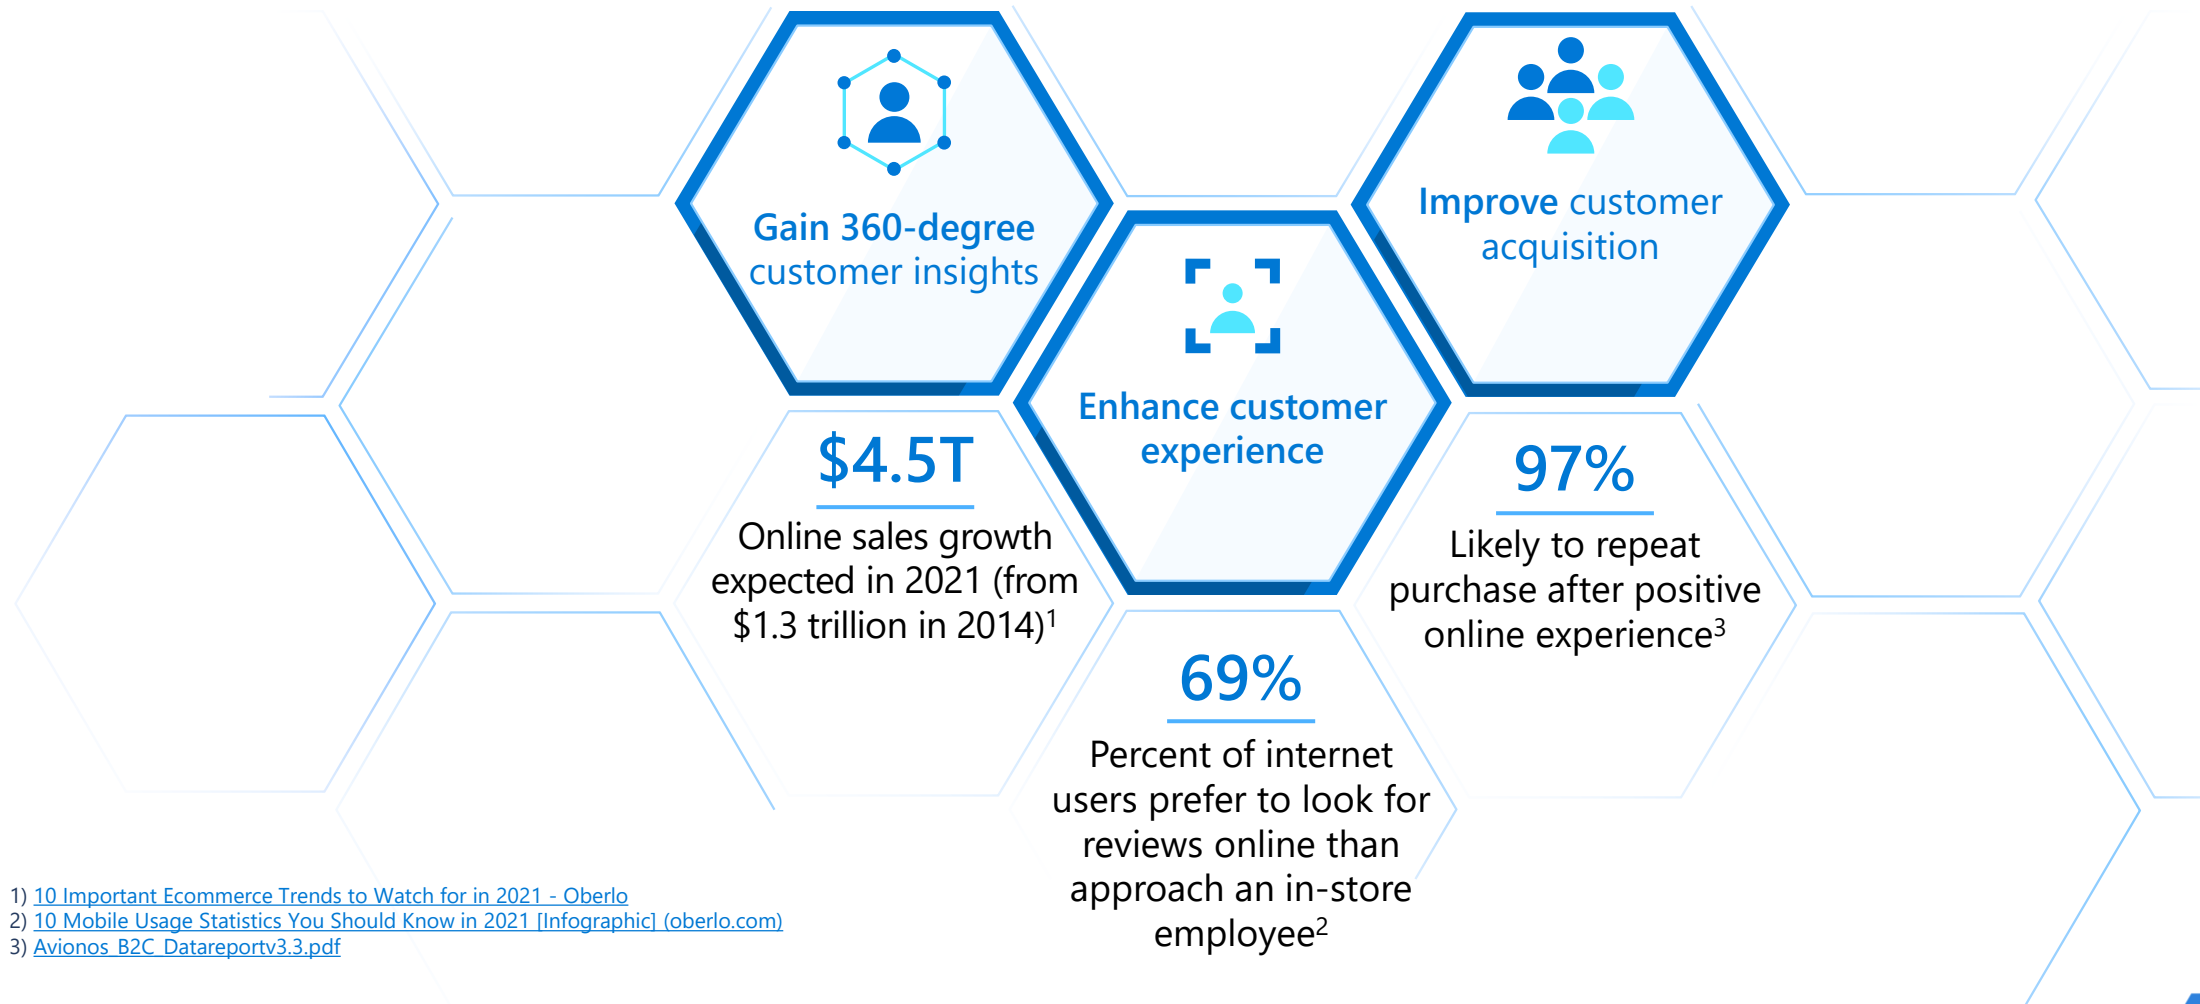 Gain 360-degree
customer insights
$4.5T
Online sales growth
expected in 2021 (from
$1.3 trillion in 2014)1
Enhance customer
experience
69%
Percent of internet
users prefer to look for
reviews online than
approach an in-store
employee2
Improve customer
acquisition
97%
Likely to repeat
purchase after positive
online experience3
1) 10 Important Ecommerce Trends to Watch for in 2021 - Oberlo
2) 10 Mobile Usage Statistics You Should Know in 2021 [Infographic] (oberlo.com)
3) Avionos_B2C_Datareportv3.3.pdf